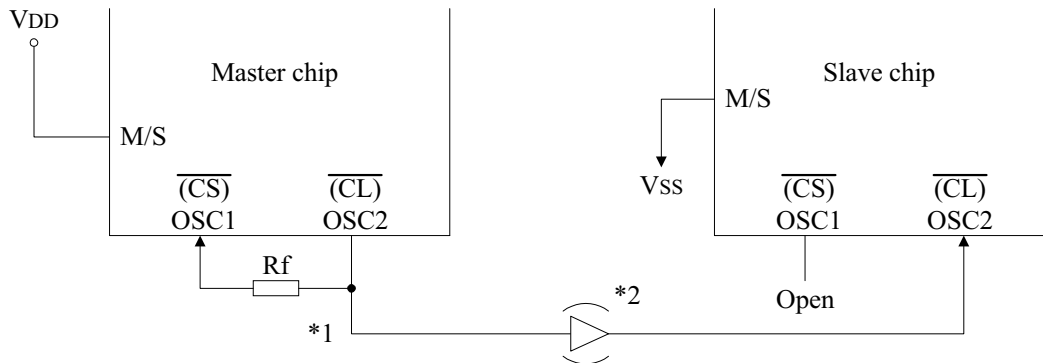 VDD
Master chip
Slave chip
M/S
M/S
VSS
(CS)
OSC1
(CL)
OSC2
(CS)
OSC1
(CL)
OSC2
Rf
Open
*1
*2